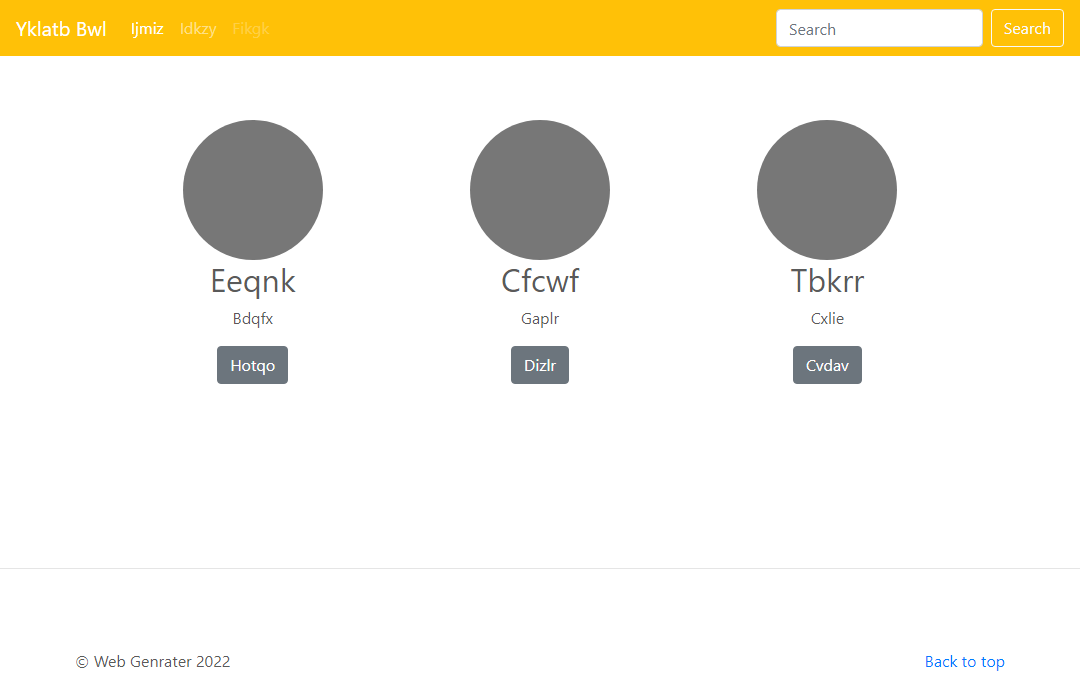 Yklatb Bwl Ijmiz Idkzy Fikgk Search Search
Eeqnk Cfcwf Tbkrr
Bdqfx Gaplr Cxlie
Hotqo Dizlr Cvdav
© Web Genrater 2022 Back to top